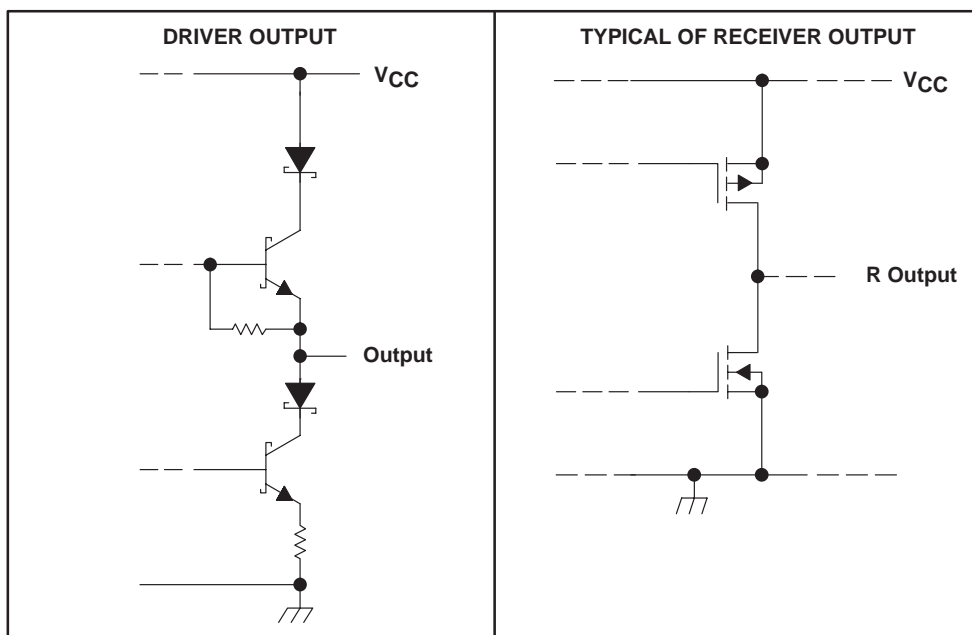 DRIVER OUTPUT
VCC
Output
TYPICAL OF RECEIVER OUTPUT
VCC
R Output